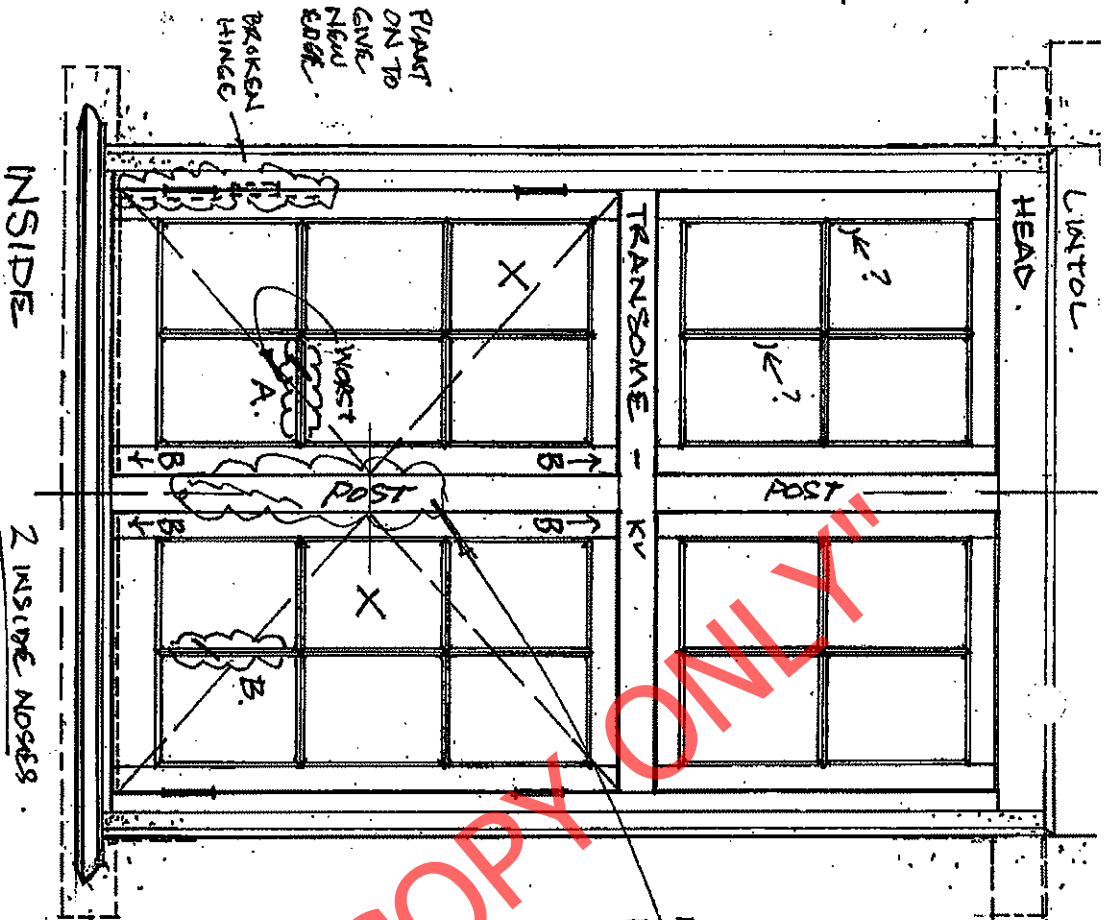 LINTOL.
HEAD.
?
?
TRANSOME - KV
POST
POST
PLANT
ON TO
GIVE
NEW
EDGE.
BROKEN
HINGE
X
X
WORST
A.
B
B
B
B
B.
INSIDE
2 INSIDE NOSES.
COPY ONLY"